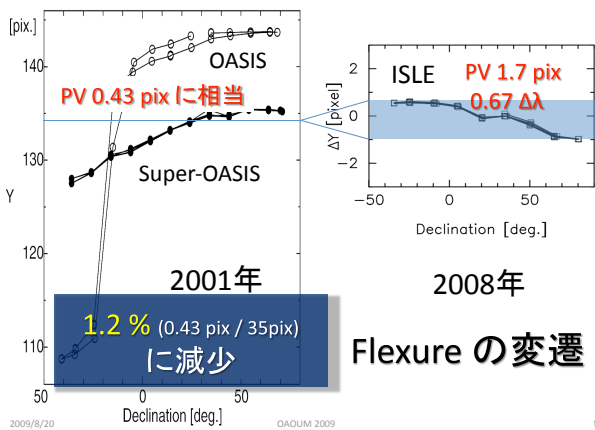 [pix.]
140
130
120
110
Y
OASIS
PV 0.43 pix に相当
Super-OASIS
2001年
1.2 % (0.43 pix / 35pix)
に減少
50
0
50
Declination [deg.]
ISLE
PV 1.7 pix
0.67 Δλ
ΔY [pixel]
2
0
−2
−50
0
50
Declination [deg.]
2008年
Flexure の変遷
2009/8/20
OAOUM 2009
1